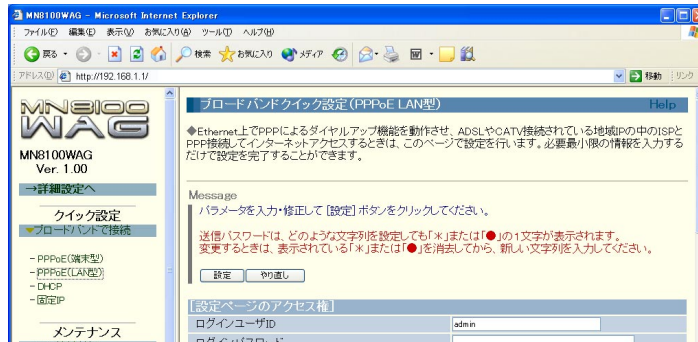 MN8100WAG - Microsoft Internet Explorer
ファイル(F) 編集(E) 表示(V) お気に入り(A) ツール(T) ヘルプ(H)
戻る 検索 お気に入り メディア
アドレス(D) http://192.168.1.1/ 移動 リンク
MN8100
WAG
MN8100WAG
Ver. 1.00
→詳細設定へ
クイック設定
ブロードバンドで接続
- PPPoE(端末型)
- PPPoE(LAN型)
- DHCP
- 固定IP
メンテナンス
ブロードバンドクイック設定(PPPoE LAN型) Help
◆Ethernet上でPPPによるダイヤルアップ機能を動作させ、ADSLやCATV接続されている地域IPの中のISPと
PPP接続してインターネットアクセスするときは、このページで設定を行います。必要最小限の情報を入力する
だけで設定を完了することができます。
Message
パラメータを入力・修正して [設定] ボタンをクリックしてください。
送信パスワードは、どのような文字列を設定しても「*」または「●」の1文字が表示されます。
変更するときは、表示されている「*」または「●」を消去してから、新しい文字列を入力してください。
設定 やり直し
[設定ページのアクセス権]
ログインユーザID admin
ログインパスワード